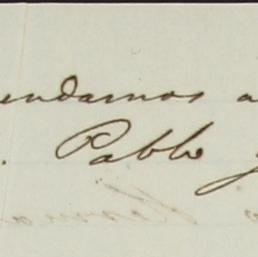 endamos a
. Pablo y